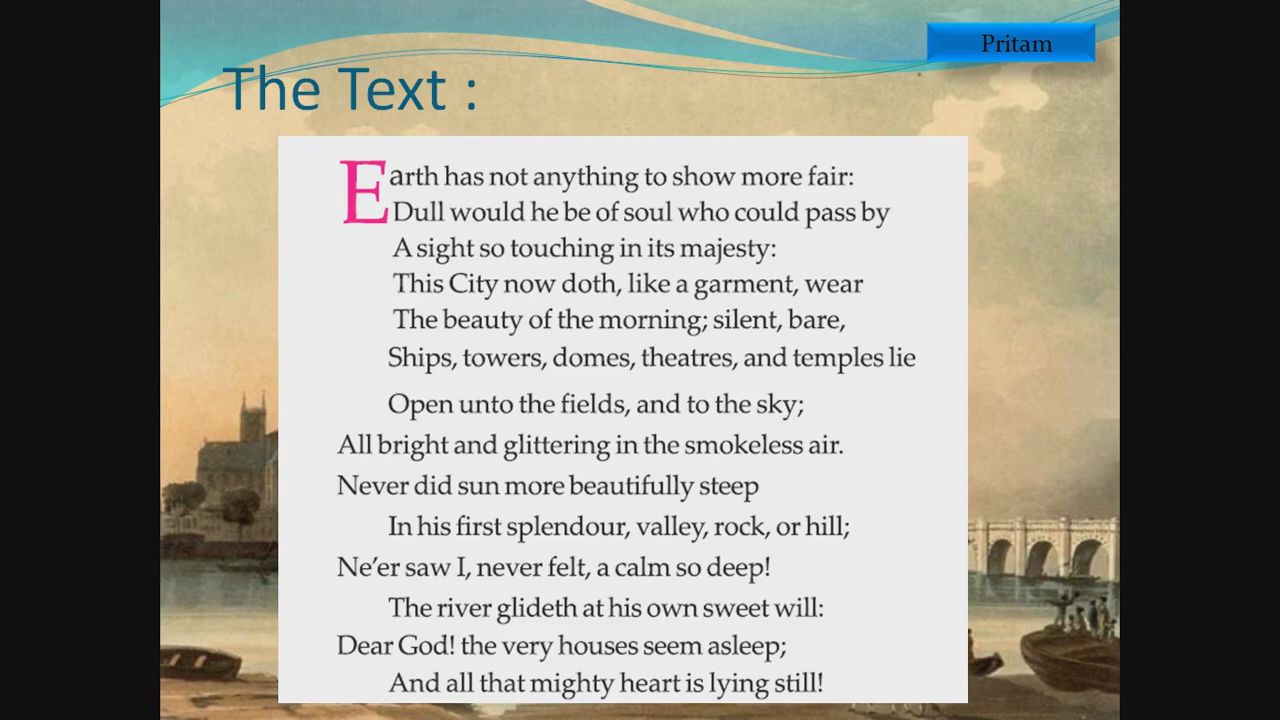 Pritam
The Text :
Earth has not anything to show more fair:
Dull would he be of soul who could pass by
A sight so touching in its majesty:
This City now doth, like a garment, wear
The beauty of the morning; silent, bare,
Ships, towers, domes, theatres, and temples lie
Open unto the fields, and to the sky;
All bright and glittering in the smokeless air.
Never did sun more beautifully steep
In his first splendour, valley, rock, or hill;
Ne’er saw I, never felt, a calm so deep!
The river glideth at his own sweet will:
Dear God! the very houses seem asleep;
And all that mighty heart is lying still!